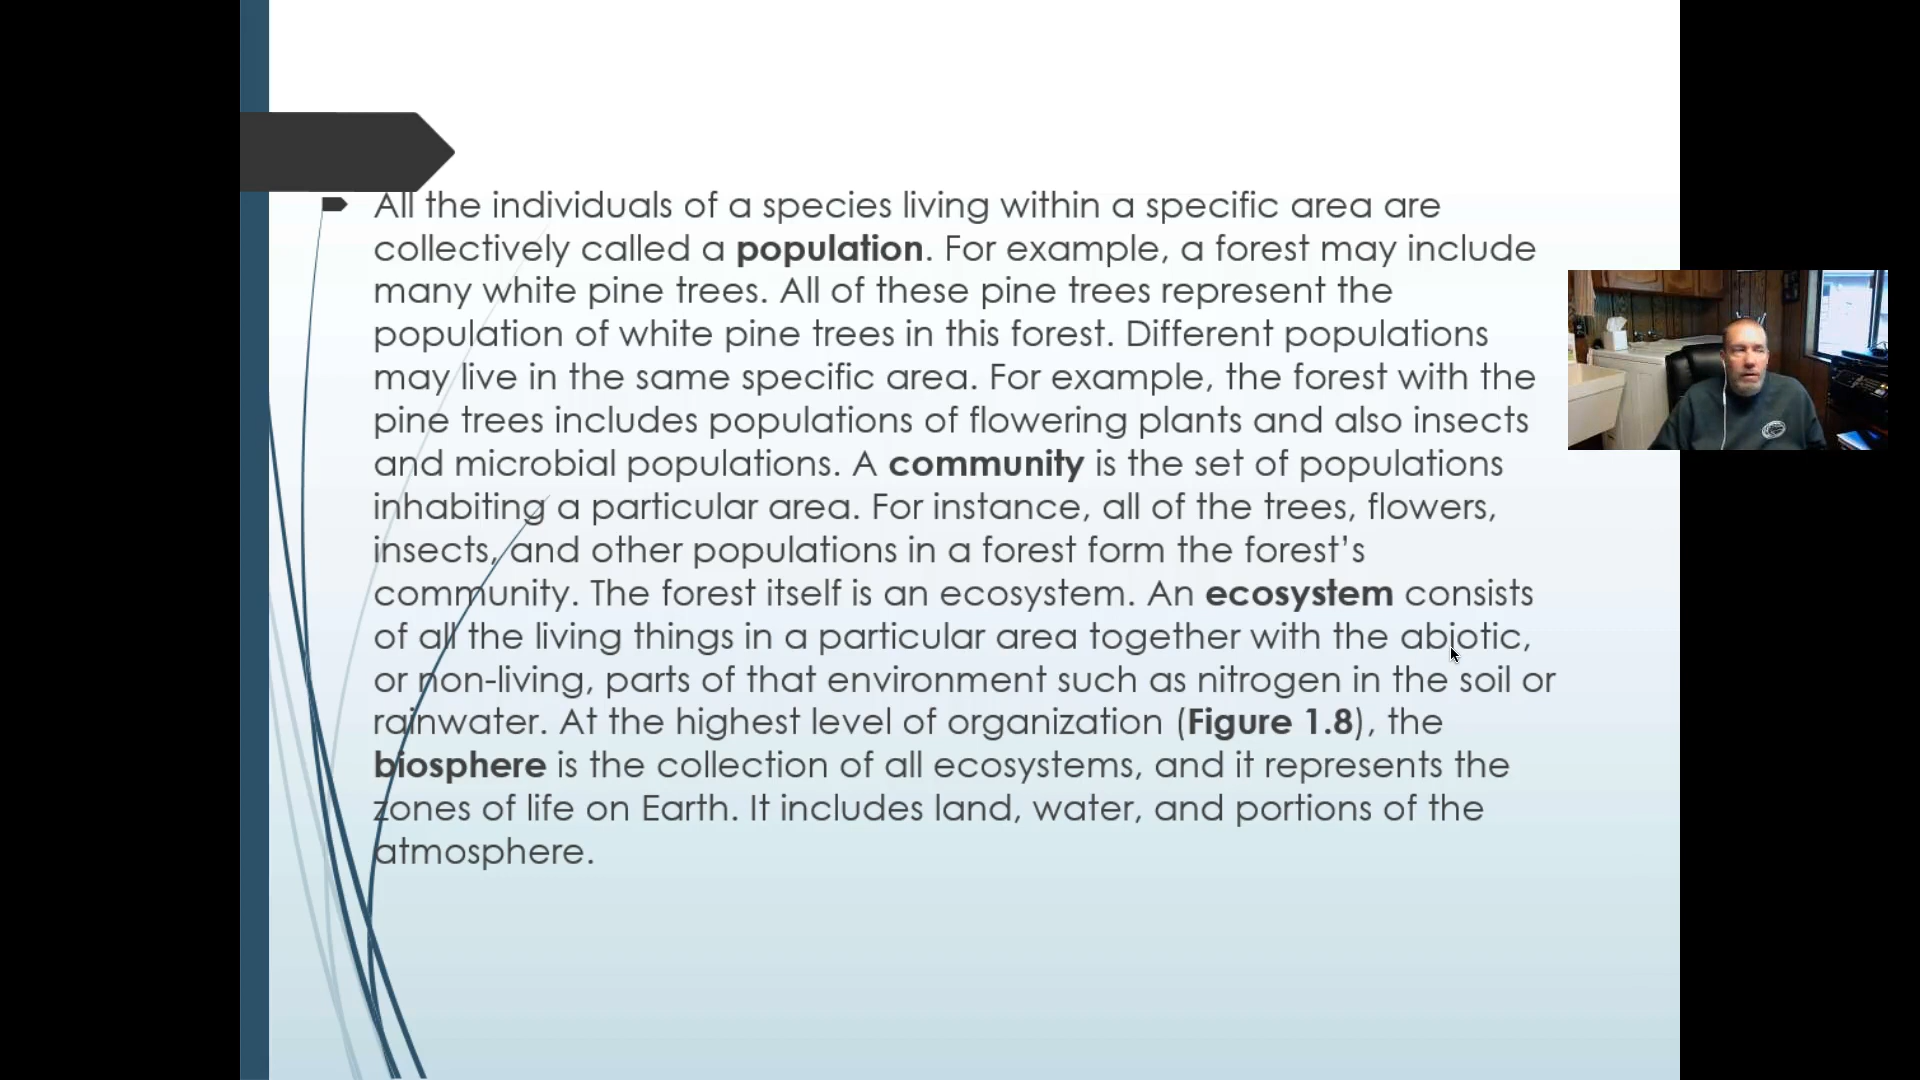 All the individuals of a species living within a specific area are
collectively called a population. For example, a forest may include
many white pine trees. All of these pine trees represent the
population of white pine trees in this forest. Different populations
may live in the same specific area. For example, the forest with the
pine trees includes populations of flowering plants and also insects
and microbial populations. A community is the set of populations
inhabiting a particular area. For instance, all of the trees, flowers,
insects, and other populations in a forest form the forest’s
community. The forest itself is an ecosystem. An ecosystem consists
of all the living things in a particular area together with the abiotic,
or non-living, parts of that environment such as nitrogen in the soil or
rainwater. At the highest level of organization (Figure 1.8), the
biosphere is the collection of all ecosystems, and it represents the
zones of life on Earth. It includes land, water, and portions of the
atmosphere.